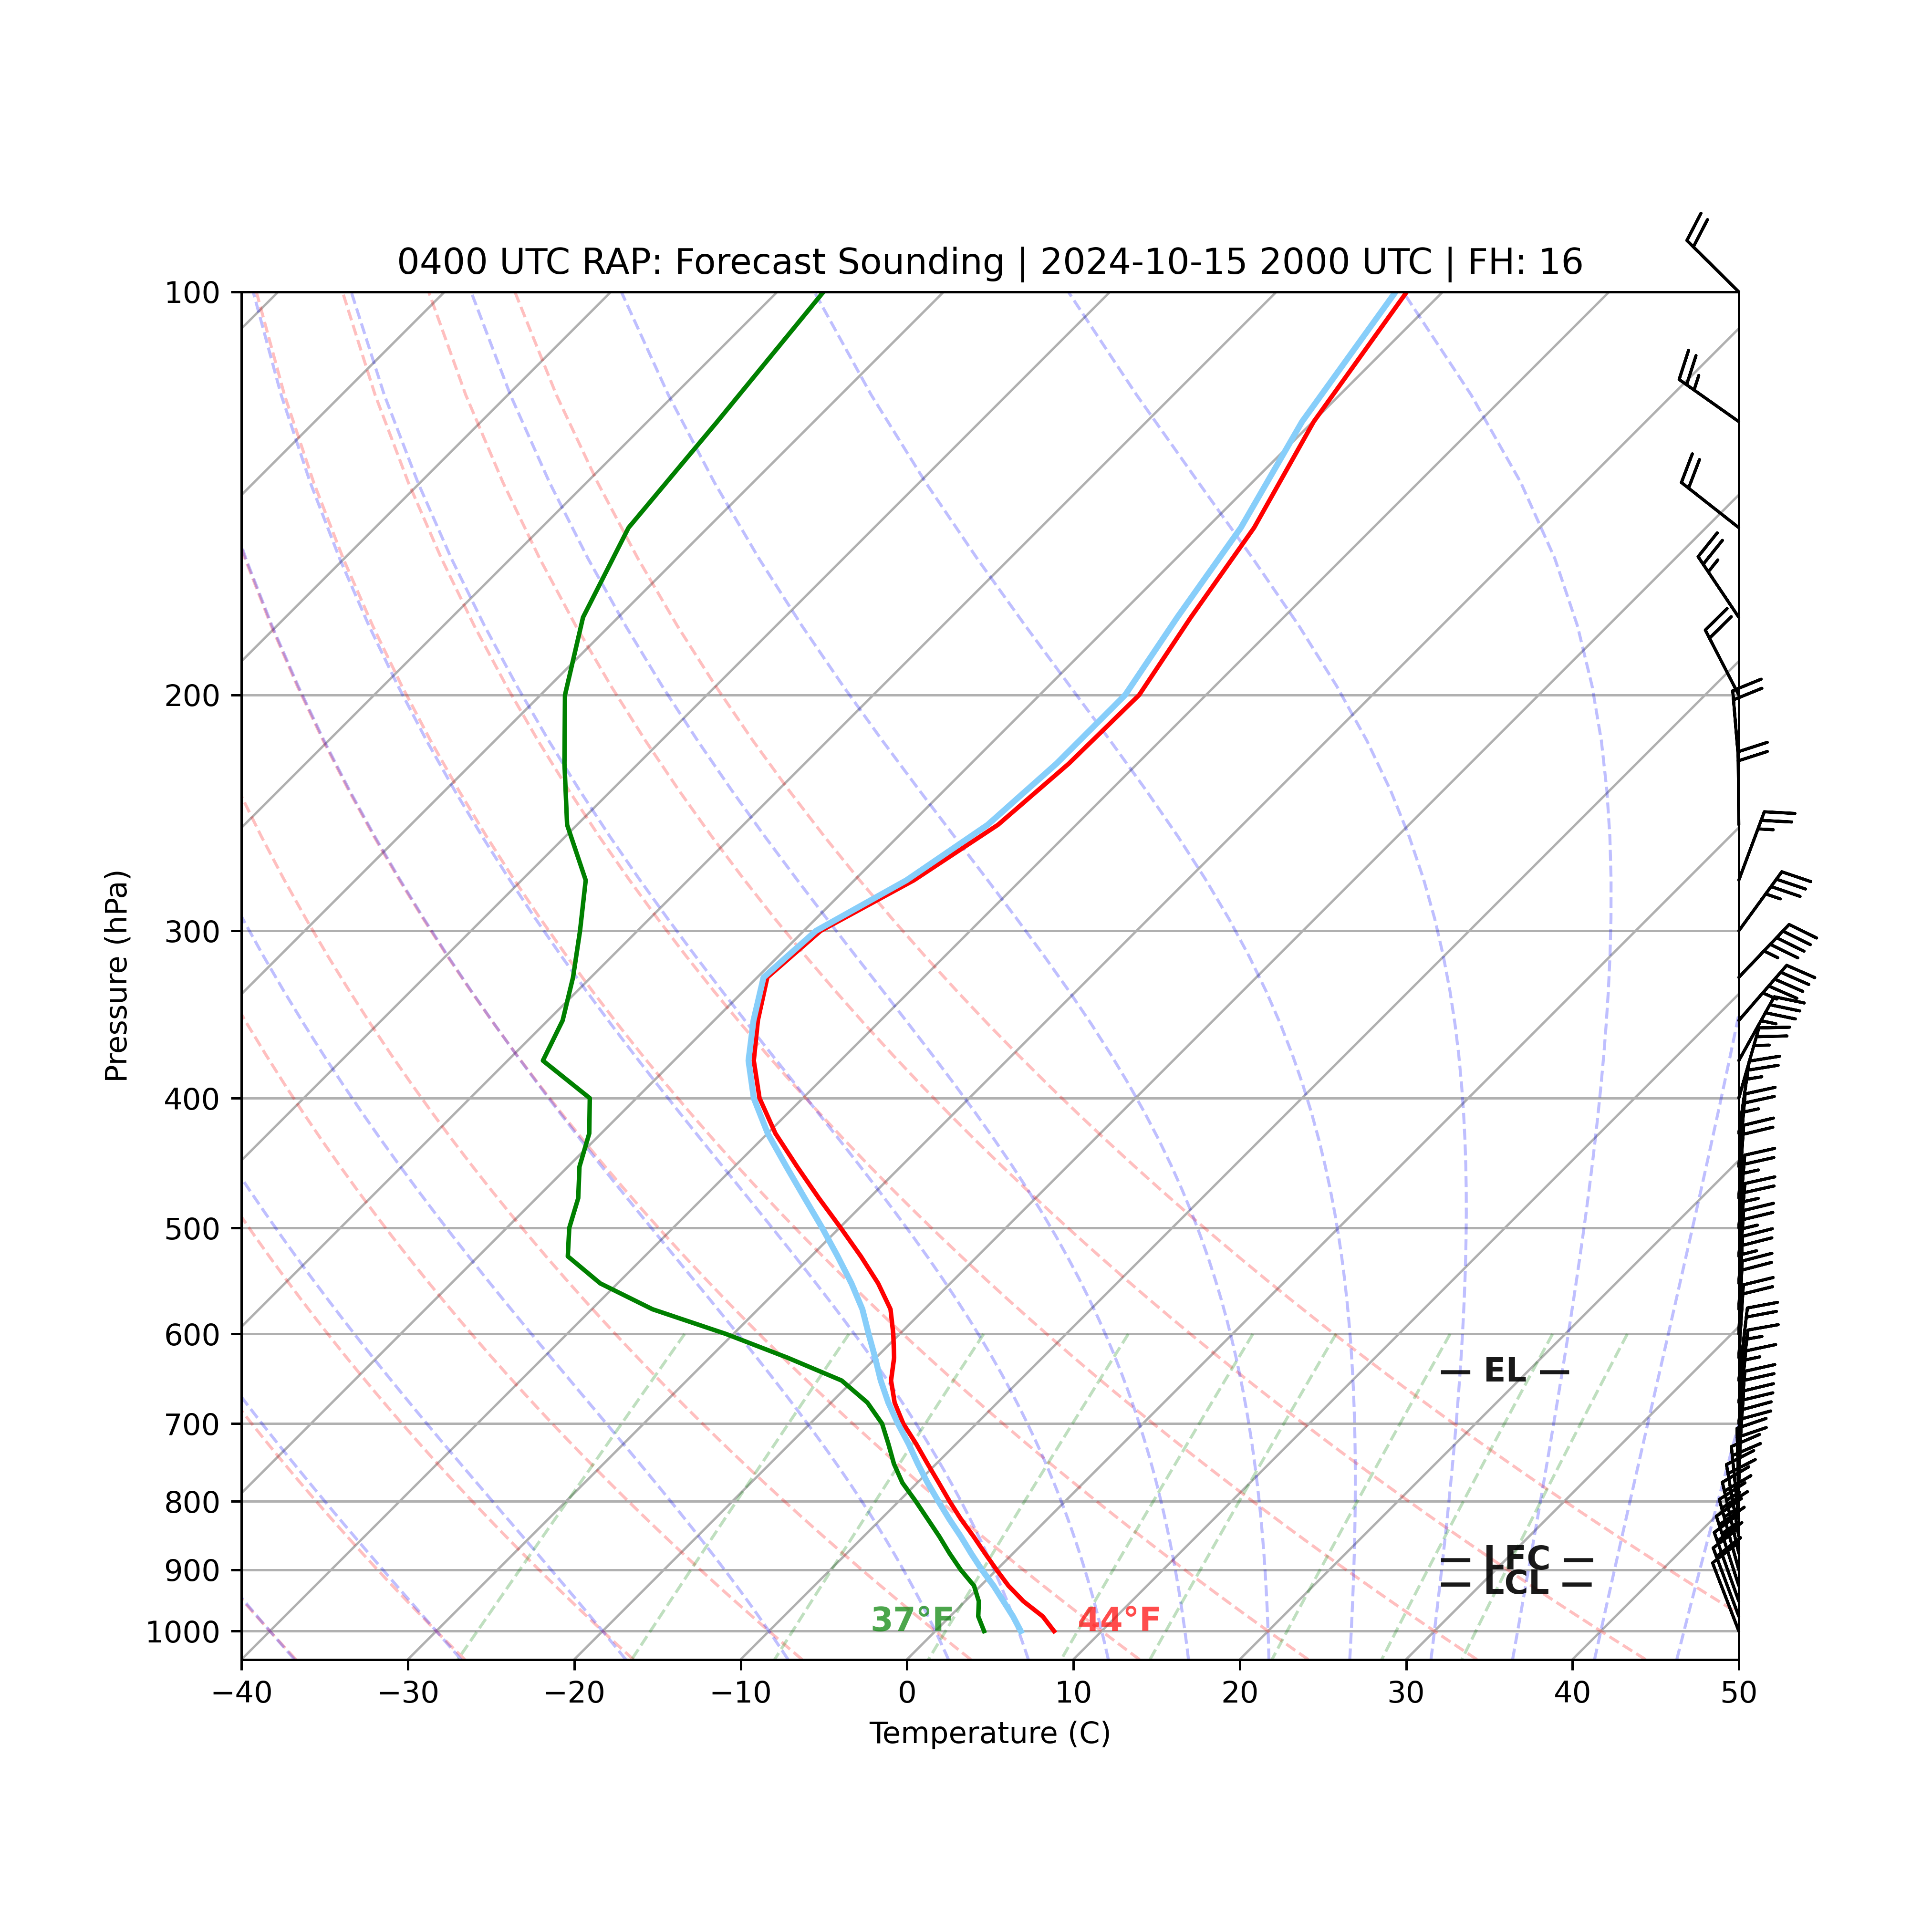 0400 UTC RAP: Forecast Sounding | 2024-10-15 2000 UTC | FH: 16
100
200
300
400
500
600
700
800
900
1000
Pressure (hPa)
— EL —
— LFC —
— LCL —
37°F
44°F
−40 −30 −20 −10 0 10 20 30 40 50
Temperature (C)